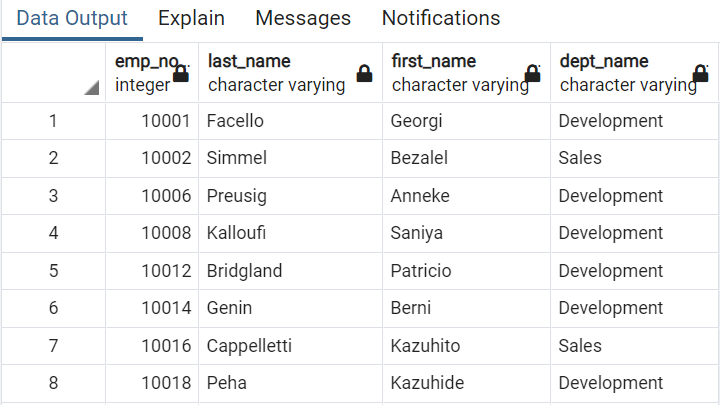 Data Output Explain Messages Notifications
emp_no.. last_name first_name dept_name
integer character varying character varying character varying
1 10001 Facello Georgi Development
2 10002 Simmel Bezalel Sales
3 10006 Preusig Anneke Development
4 10008 Kalloufi Saniya Development
5 10012 Bridgland Patricio Development
6 10014 Genin Berni Development
7 10016 Cappelletti Kazuhito Sales
8 10018 Peha Kazuhide Development